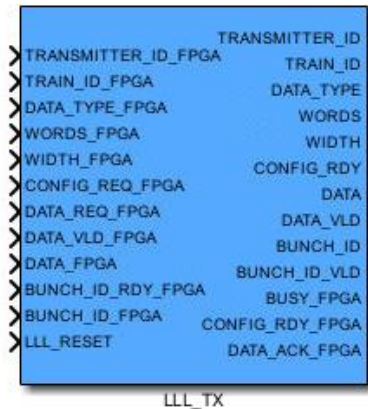 TRANSMITTER_ID
TRANSMITTER_ID_FPGA
TRAIN_ID
TRAIN_ID_FPGA
DATA_TYPE
DATA_TYPE_FPGA
WORDS
WORDS_FPGA
WIDTH
WIDTH_FPGA
CONFIG_RDY
CONFIG_REQ_FPGA
DATA
DATA_REQ_FPGA
DATA_VLD
DATA_VLD_FPGA
BUNCH_ID
DATA_FPGA
BUNCH_ID_VLD
BUNCH_ID_RDY_FPGA
BUSY_FPGA
BUNCH_ID_FPGA
CONFIG_RDY_FPGA
LLL_RESET
DATA_ACK_FPGA
LLL_TX